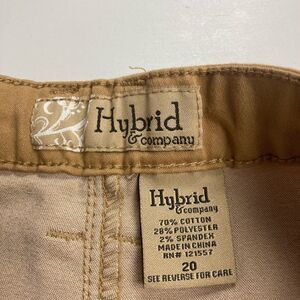 Hybrid
& company
Hybrid
& company
70% COTTON
28% POLYESTER
2% SPANDEX
MADE IN CHINA
RN# 121557
20
SEE REVERSE FOR CARE